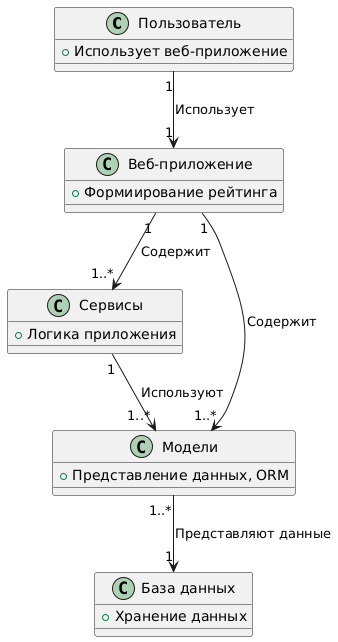 C Пользователь
Использует веб-приложение
1
Использует
1
C Веб-приложение
Формиирование рейтинга
1 1
Содержит
1..*
C Сервисы
Содержит
Логика приложения
1
Используют
1..* 1..*
C Модели
Представление данных, ORM
1..*
Представляют данные
1
C База данных
Хранение данных